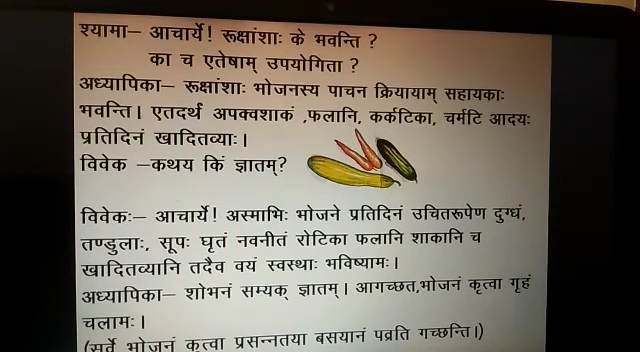 श्यामा– आचार्ये! रूक्षांशाः के भवन्ति ?
का च एतेषाम् उपयोगिता ?
अध्यापिका– रूक्षांशाः भोजनस्य पाचन क्रियायाम् सहायकाः
भवन्ति। एतदर्थं अपक्वशाकं ,फलानि, कर्कटिका, चर्मटि आदयः
प्रतिदिनं खादितव्याः।
विवेक –कथय किं ज्ञातम्?
विवेकः– आचार्ये! अस्माभिः भोजने प्रतिदिनं उचितरूपेण दुग्धं,
तण्डुलाः, सूपः घृतं नवनीतं रोटिका फलानि शाकानि च
खादितव्यानि तदैव वयं स्वस्थाः भविष्यामः।
अध्यापिका– शोभनं सम्यक् ज्ञातम्। आगच्छत,भोजनं कृत्वा गृहं
चलामः।
(सर्वे भोजनं कृत्वा प्रसन्नतया बसयानं पव्रति गच्छन्ति।)